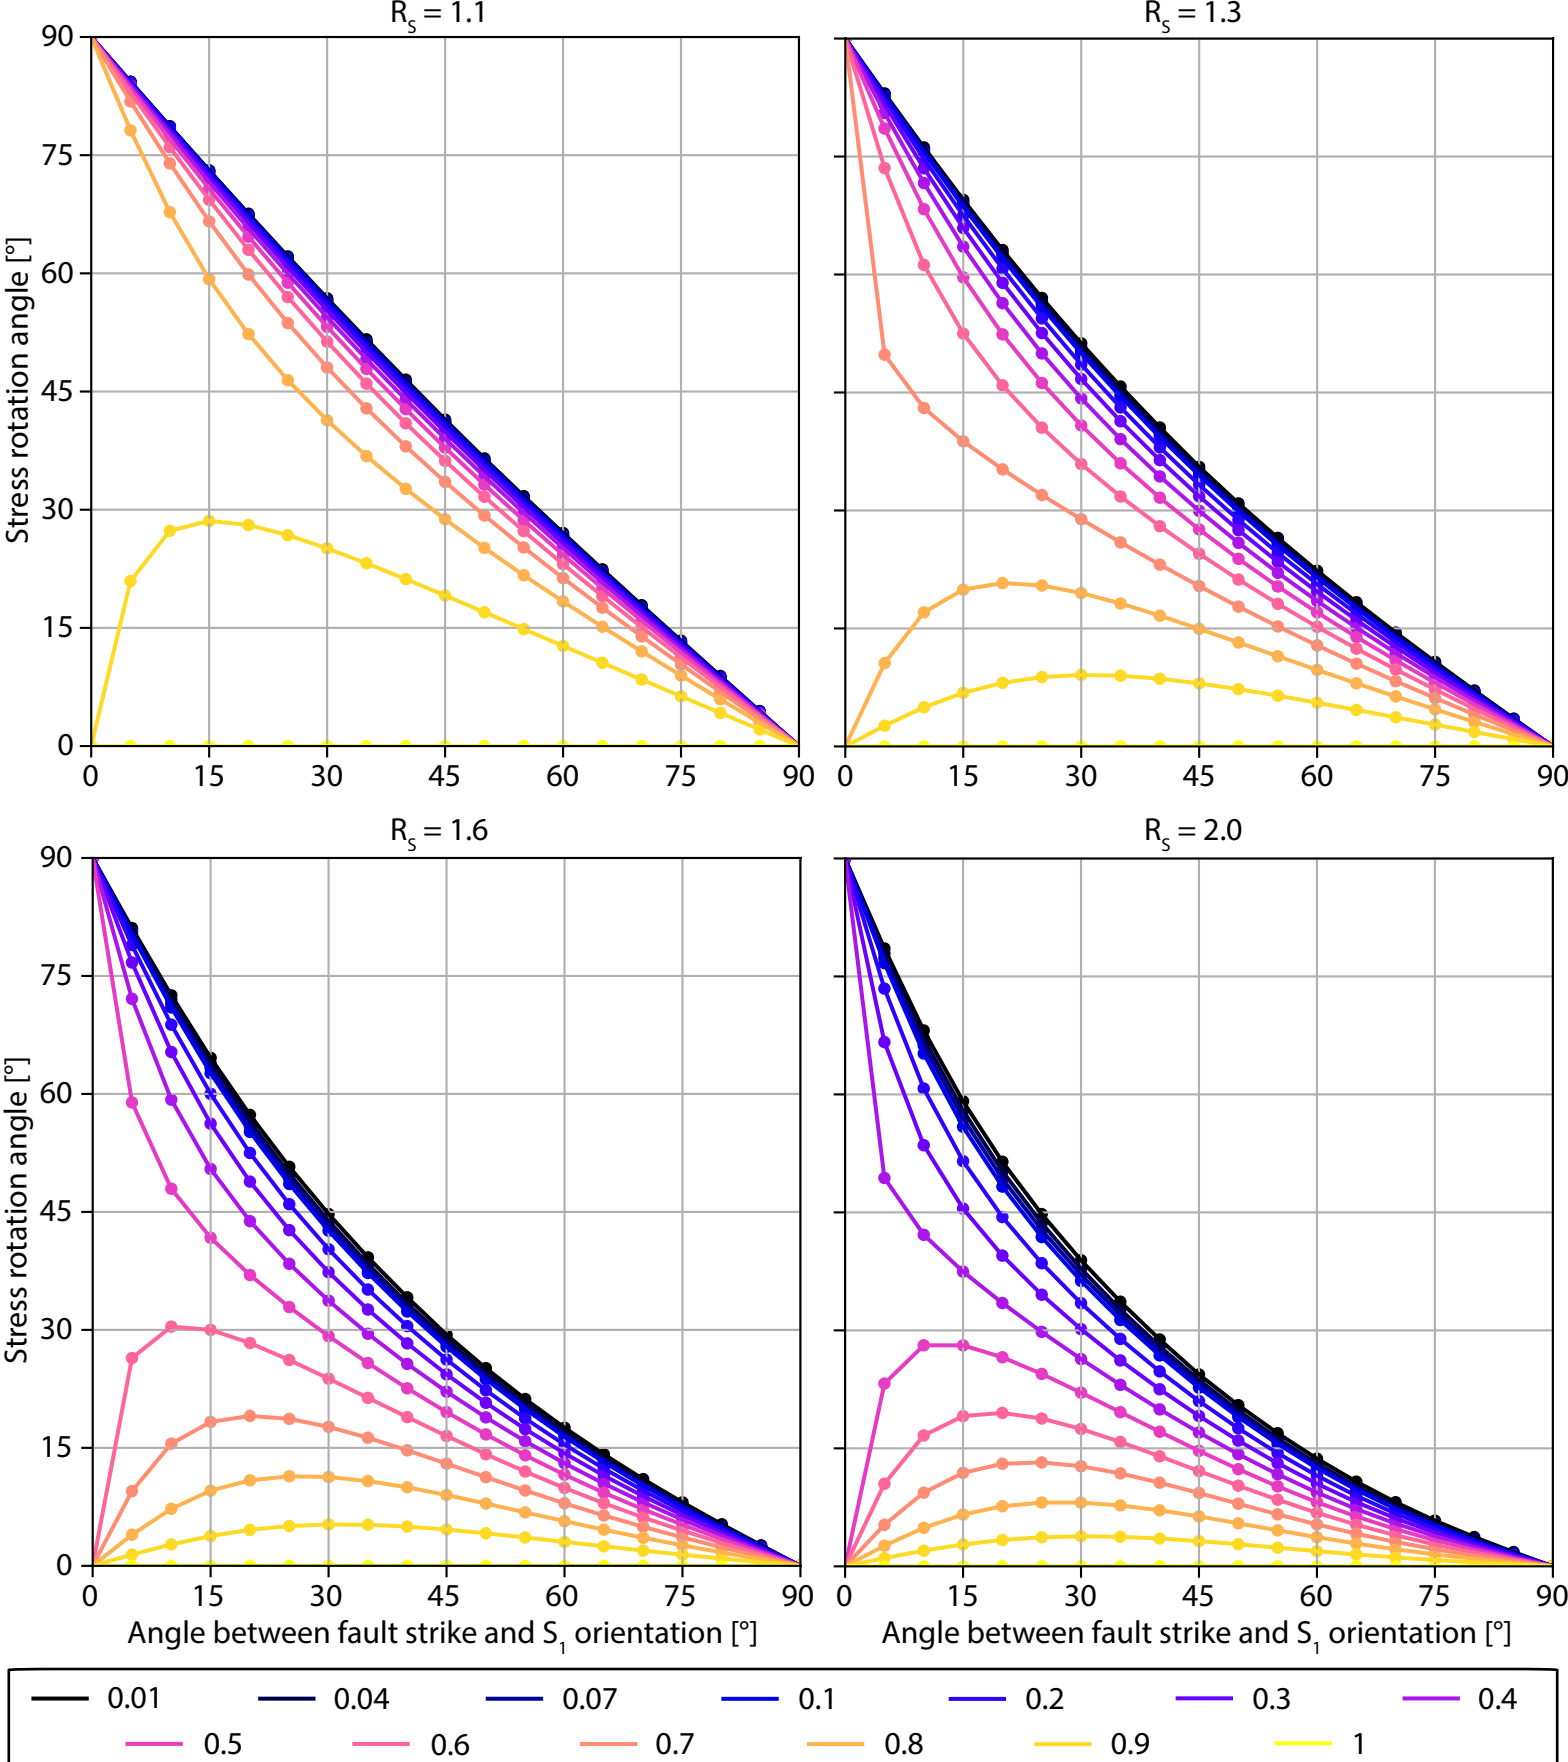 R_s = 1.1 R_s = 1.3
90
75
60
45
30
15
0
Stress rotation angle [°]
0 15 30 45 60 75 90 0 15 30 45 60 75 90
R_s = 1.6 R_s = 2.0
90
75
60
45
30
15
0
Stress rotation angle [°]
0 15 30 45 60 75 90 0 15 30 45 60 75 90
Angle between fault strike and S_1 orientation [°] Angle between fault strike and S_1 orientation [°]
0.01 0.04 0.07 0.1 0.2 0.3 0.4
0.5 0.6 0.7 0.8 0.9 1